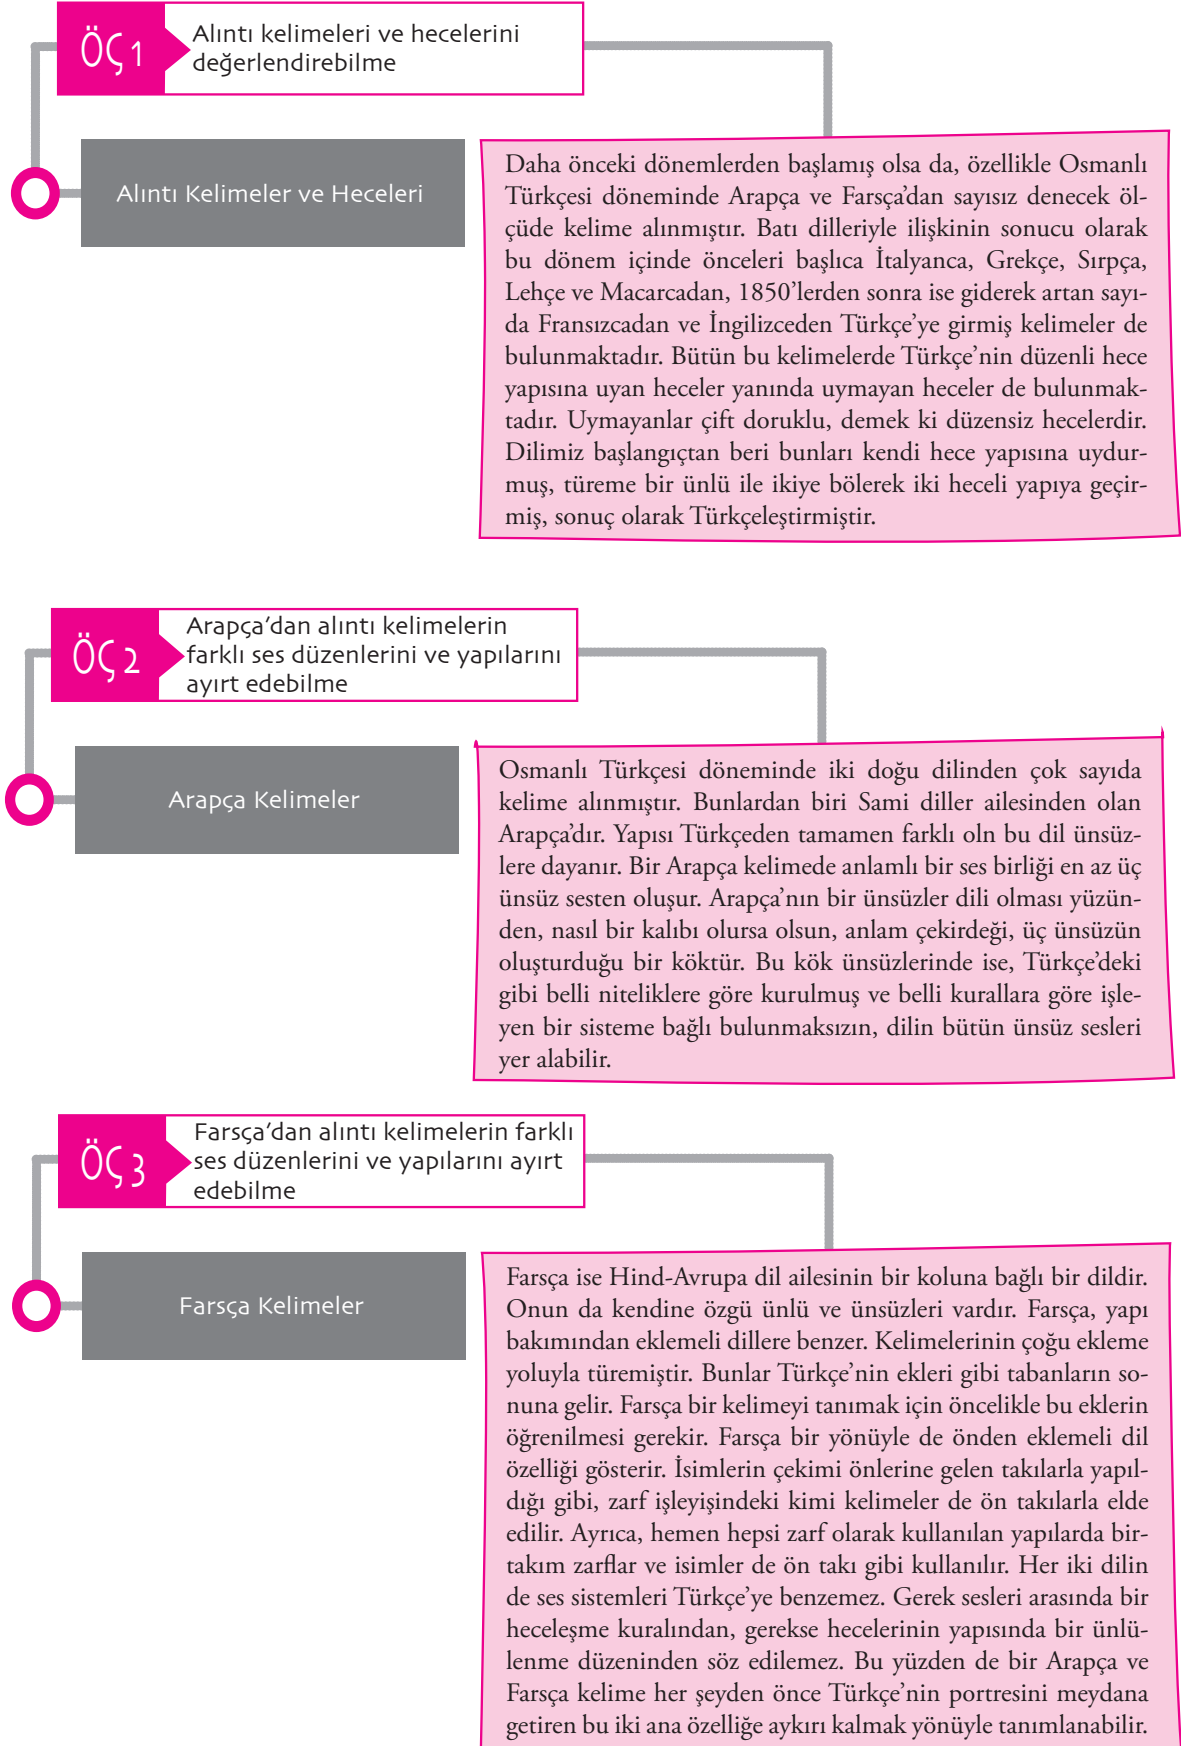 ÖÇ 1
Alıntı kelimeleri ve hecelerini
değerlendirebilme
Alıntı Kelimeler ve Heceleri
Daha önceki dönemlerden başlamış olsa da, özellikle Osmanlı
Türkçesi döneminde Arapça ve Farsça’dan sayısız denecek öl-
çüde kelime alınmıştır. Batı dilleriyle ilişkinin sonucu olarak
bu dönem içinde önceleri başlıca İtalyanca, Grekçe, Sırpça,
Lehçe ve Macarcadan, 1850’lerden sonra ise giderek artan sayı-
da Fransızcadan ve İngilizceden Türkçe’ye girmiş kelimeler de
bulunmaktadır. Bütün bu kelimelerde Türkçe’nin düzenli hece
yapısına uyan heceler yanında uymayan heceler de bulunmak-
tadır. Uymayanlar çift doruklu, demek ki düzensiz hecelerdir.
Dilimiz başlangıçtan beri bunları kendi hece yapısına uydur-
muş, türeme bir ünlü ile ikiye bölerek iki heceli yapıya geçir-
miş, sonuç olarak Türkçeleştirmiştir.
ÖÇ 2
Arapça’dan alıntı kelimelerin
farklı ses düzenlerini ve yapılarını
ayırt edebilme
Arapça Kelimeler
Osmanlı Türkçesi döneminde iki doğu dilinden çok sayıda
kelime alınmıştır. Bunlardan biri Sami diller ailesinden olan
Arapça’dır. Yapısı Türkçeden tamamen farklı oln bu dil ünsüz-
lere dayanır. Bir Arapça kelimede anlamlı bir ses birliği en az üç
ünsüz sesten oluşur. Arapça’nın bir ünsüzler dili olması yüzün-
den, nasıl bir kalıbı olursa olsun, anlam çekirdeği, üç ünsüzün
oluşturduğu bir köktür. Bu kök ünsüzlerinde ise, Türkçe’deki
gibi belli niteliklere göre kurulmuş ve belli kurallara göre işle-
yen bir sisteme bağlı bulunmaksızın, dilin bütün ünsüz sesleri
yer alabilir.
ÖÇ 3
Farsça’dan alıntı kelimelerin farklı
ses düzenlerini ve yapılarını ayırt
edebilme
Farsça Kelimeler
Farsça ise Hind-Avrupa dil ailesinin bir koluna bağlı bir dildir.
Onun da kendine özgü ünlü ve ünsüzleri vardır. Farsça, yapı
bakımından eklemeli dillere benzer. Kelimelerinin çoğu ekleme
yoluyla türemiştir. Bunlar Türkçe’nin ekleri gibi tabanların so-
nuna gelir. Farsça bir kelimeyi tanımak için öncelikle bu eklerin
öğrenilmesi gerekir. Farsça bir yönüyle de önden eklemeli dil
özelliği gösterir. İsimlerin çekimi önlerine gelen takılarla yapıl-
dığı gibi, zarf işleyişindeki kimi kelimeler de ön takılarla elde
edilir. Ayrıca, hemen hepsi zarf olarak kullanılan yapılarda bir-
takım zarflar ve isimler de ön takı gibi kullanılır. Her iki dilin
de ses sistemleri Türkçe’ye benzemez. Gerek sesleri arasında bir
heceleşme kuralından, gerekse hecelerinin yapısında bir ünlü-
lenme düzeninden söz edilemez. Bu yüzden de bir Arapça ve
Farsça kelime her şeyden önce Türkçe’nin portresini meydana
getiren bu iki ana özelliğe aykırı kalmak yönüyle tanımlanabilir.